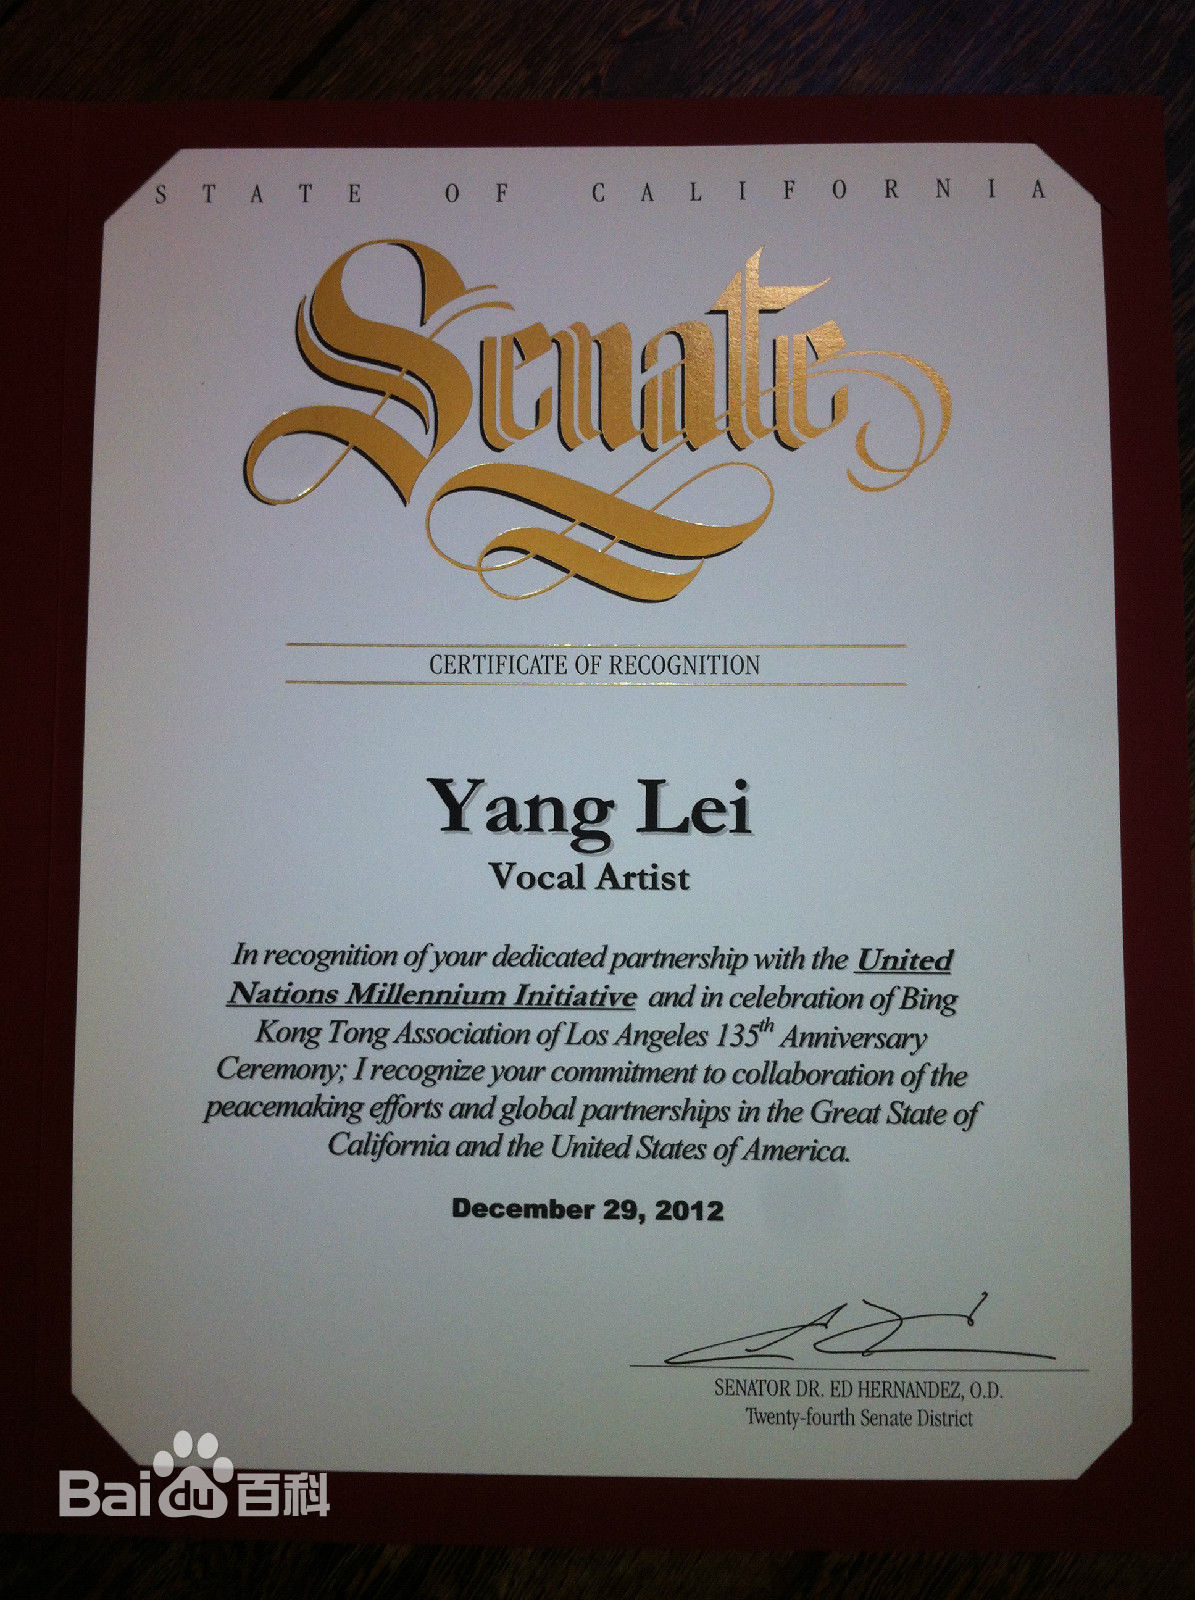 STATE OF CALIFORNIA
Senate
CERTIFICATE OF RECOGNITION
Yang Lei
Vocal Artist
In recognition of your dedicated partnership with the United
Nations Millennium Initiative and in celebration of Bing
Kong Tong Association of Los Angeles 135th Anniversary
Ceremony; I recognize your commitment to collaboration of the
peacemaking efforts and global partnerships in the Great State of
California and the United States of America.
December 29, 2012
SENATOR DR. ED HERNANDEZ, O.D.
Twenty-fourth Senate District
Baidu百科